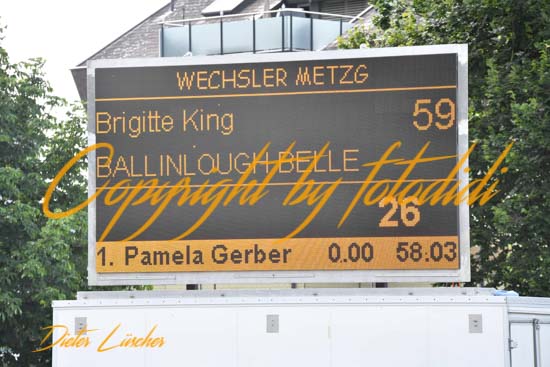 WECHSLER METZG
Brigitte King 59
BALLINLOUGH BELLE
Copyright by fotodidi
26
1. Pamela Gerber 0.00 58.03
Dieter Lüscher